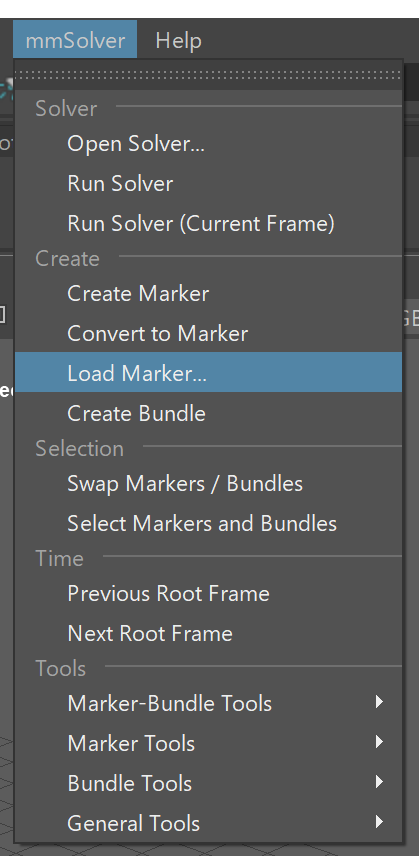 mmSolver Help
Solver
Open Solver...
Run Solver
Run Solver (Current Frame)
Create
Create Marker
Convert to Marker
Load Marker...
Create Bundle
Selection
Swap Markers / Bundles
Select Markers and Bundles
Time
Previous Root Frame
Next Root Frame
Tools
Marker-Bundle Tools
Marker Tools
Bundle Tools
General Tools